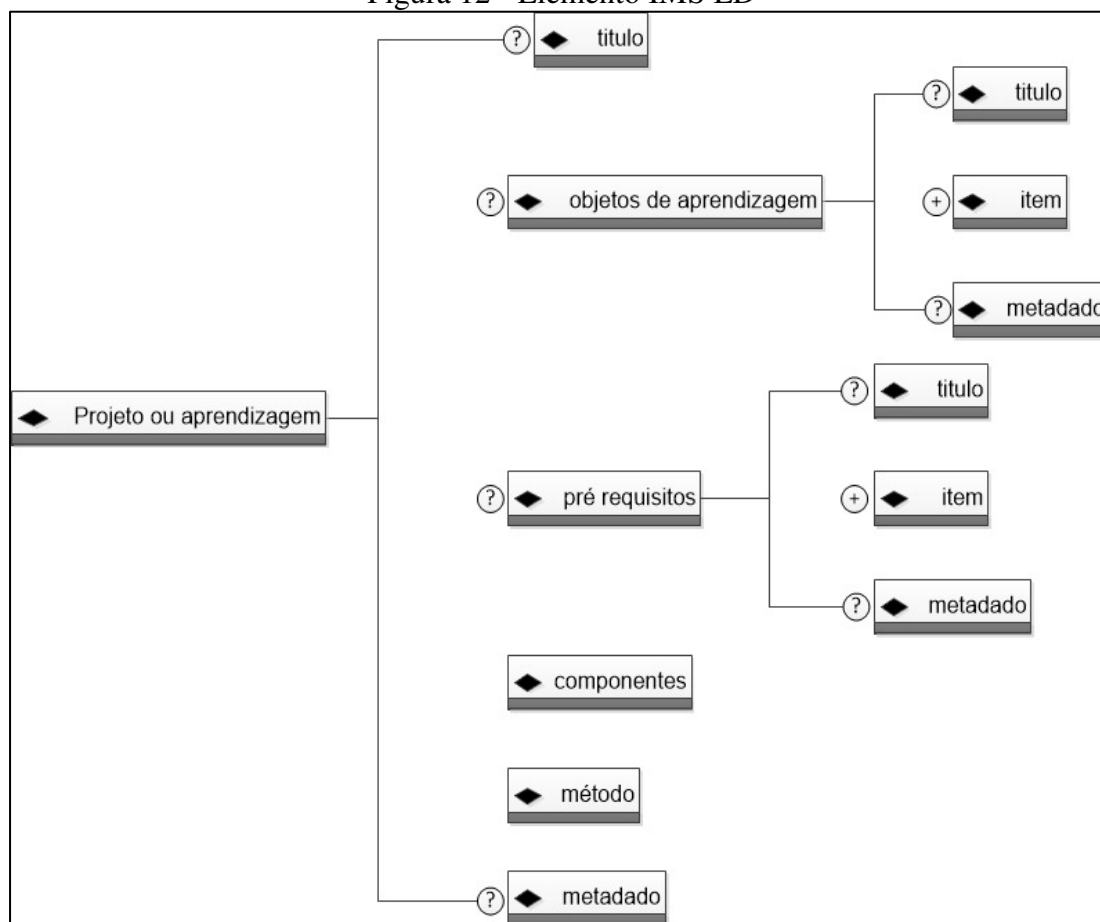 Figura 12 - Elemento IMS LD
? titulo
? titulo
? objetos de aprendizagem
+ item
? metadado
? titulo
Projeto ou aprendizagem
? pré requisitos
+ item
? metadado
componentes
método
? metadado